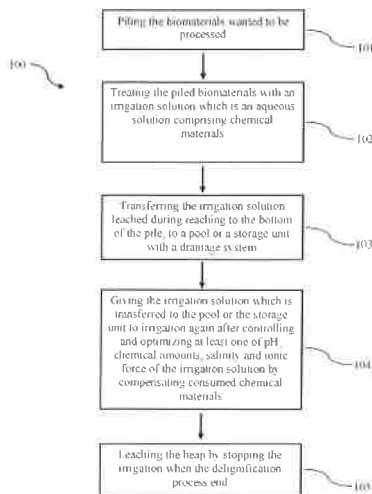 Piling the biomaterials wanted to be
processed
101
100
Treating the piled biomaterials with an
irrigation solution which is an aqueous
solution comprising chemical
materials
102
Transferring the irrigation solution
leached during reaching to the bottom
of the pile, to a pool or a storage unit
with a drainage system
103
Giving the irrigation solution which is
transferred to the pool or the storage
unit to irrigation again after controlling
and optimizing at least one of pH,
chemical amounts, salinity and ionic
force of the irrigation solution by
compensating consumed chemical
materials
104
Leaching the heap by stopping the
irrigation when the delignification
process end
105